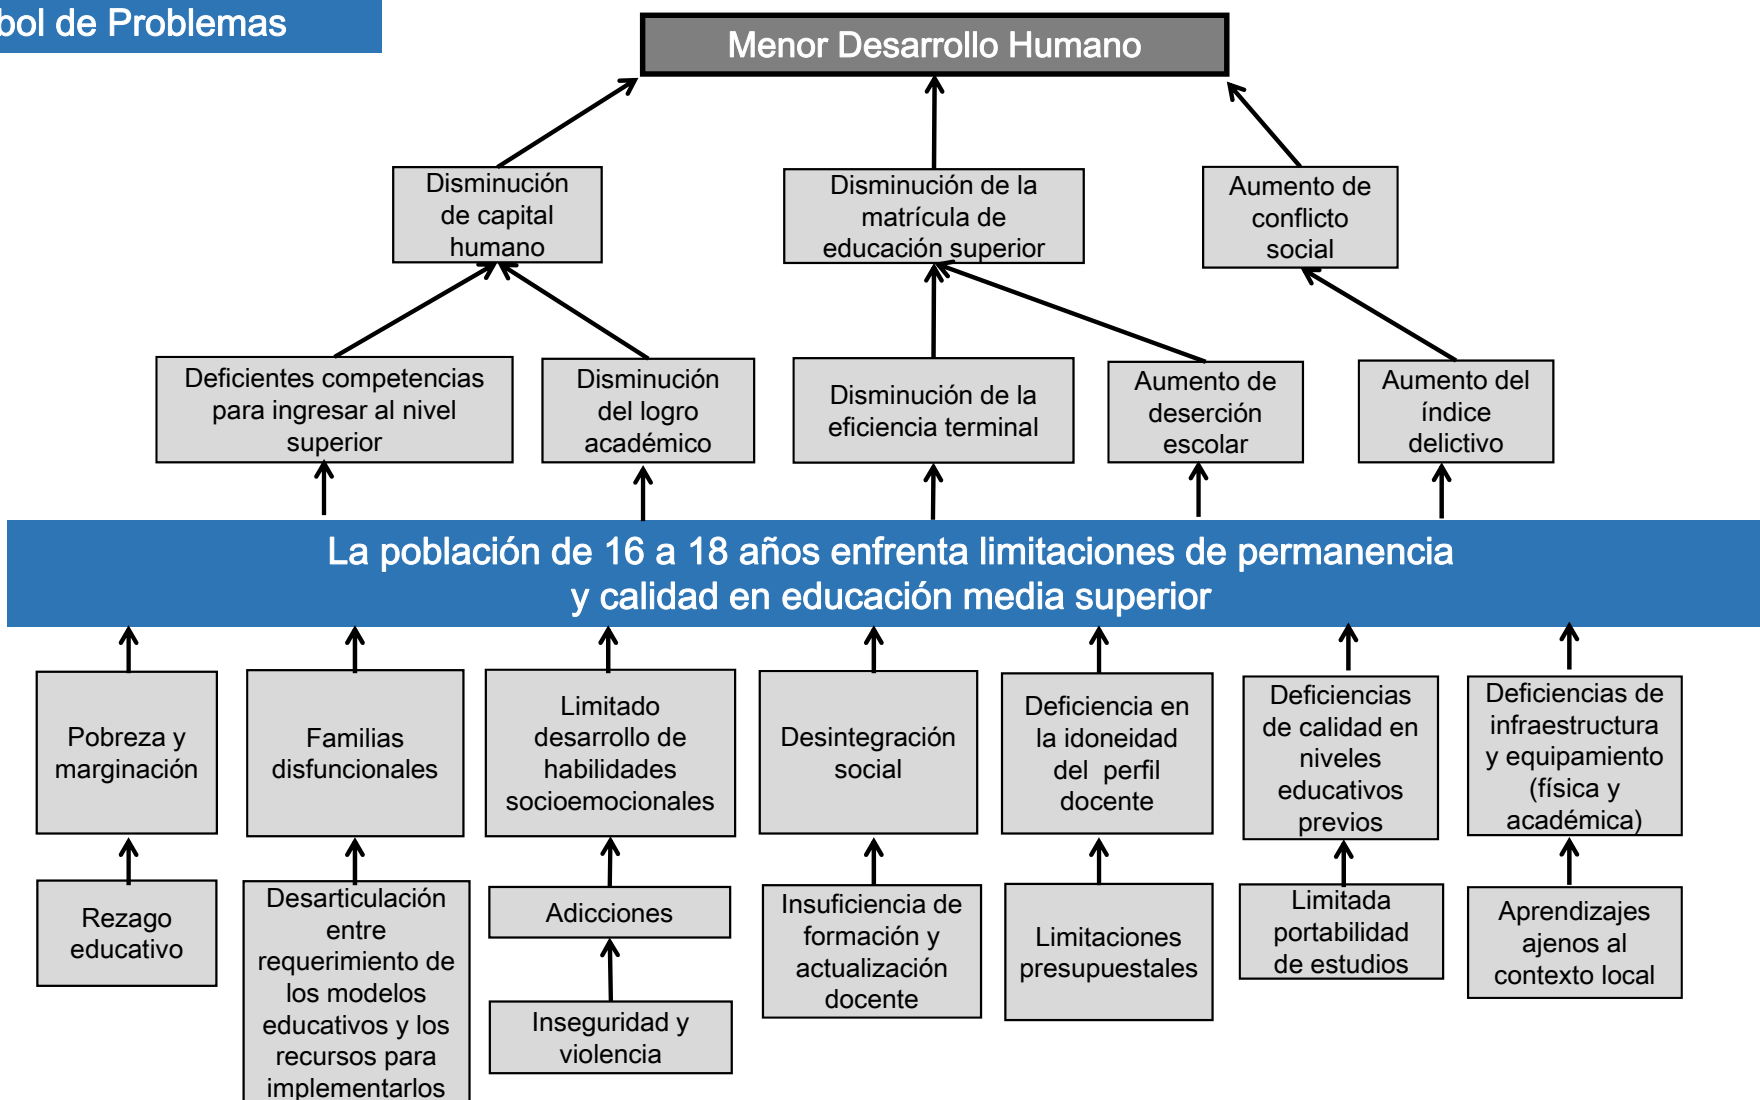 bol de Problemas
Menor Desarrollo Humano
Disminución
de capital
humano
Disminución de la
matrícula de
educación superior
Aumento de
conflicto
social
Deficientes competencias
para ingresar al nivel
superior
Disminución
del logro
académico
Disminución de la
eficiencia terminal
Aumento de
deserción
escolar
Aumento del
índice
delictivo
La población de 16 a 18 años enfrenta limitaciones de permanencia
y calidad en educación media superior
Pobreza y
marginación
Familias
disfuncionales
Limitado
desarrollo de
habilidades
socioemocionales
Desintegración
social
Deficiencia en
la idoneidad
del perfil
docente
Deficiencias
de calidad en
niveles
educativos
previos
Deficiencias de
infraestructura
y equipamiento
(física y
académica)
Rezago
educativo
Desarticulación
entre
requerimiento de
los modelos
educativos y los
recursos para
implementarlos
Adicciones
Inseguridad y
violencia
Insuficiencia de
formación y
actualización
docente
Limitaciones
presupuestales
Limitada
portabilidad
de estudios
Aprendizajes
ajenos al
contexto local